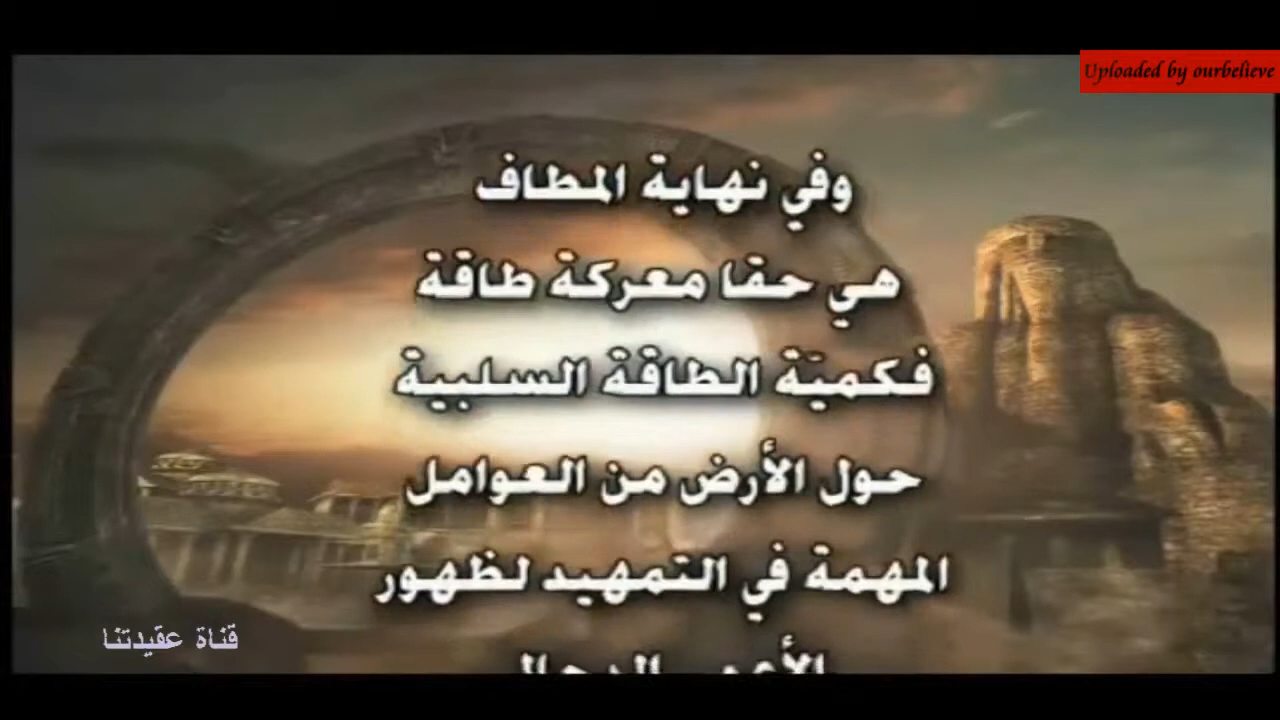 Uploaded by ourbelieve
وفي نهاية المطاف
هي حقا معركة طاقة
فكميّة الطاقة السلبية
حول الأرض من العوامل
المهمة في التمهيد لظهور
قناة عقيدتنا